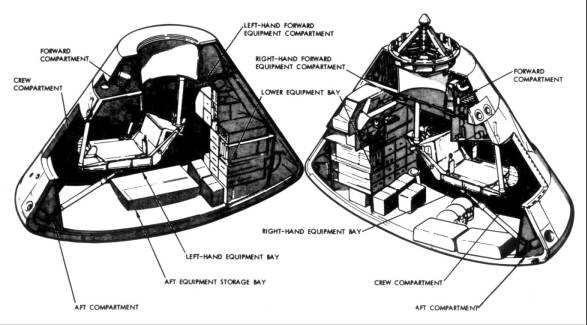 LEFT-HAND FORWARD
EQUIPMENT COMPARTMENT
FORWARD
COMPARTMENT
RIGHT-HAND FORWARD
EQUIPMENT COMPARTMENT
FORWARD
COMPARTMENT
CREW
COMPARTMENT
LOWER EQUIPMENT BAY
RIGHT-HAND EQUIPMENT BAY
LEFT-HAND EQUIPMENT BAY
AFT EQUIPMENT STORAGE BAY
CREW COMPARTMENT
AFT COMPARTMENT
AFT COMPARTMENT